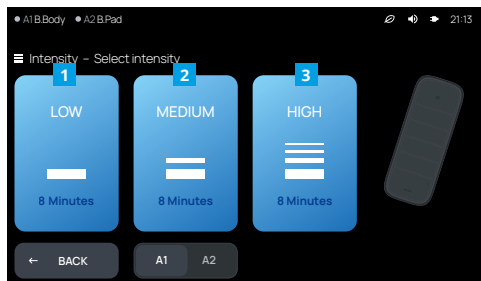 A1 B.Body A2 B.Pad 21:13
Intensity – Select intensity
1 2 3
LOW MEDIUM HIGH
8 Minutes 8 Minutes 8 Minutes
← BACK A1 A2